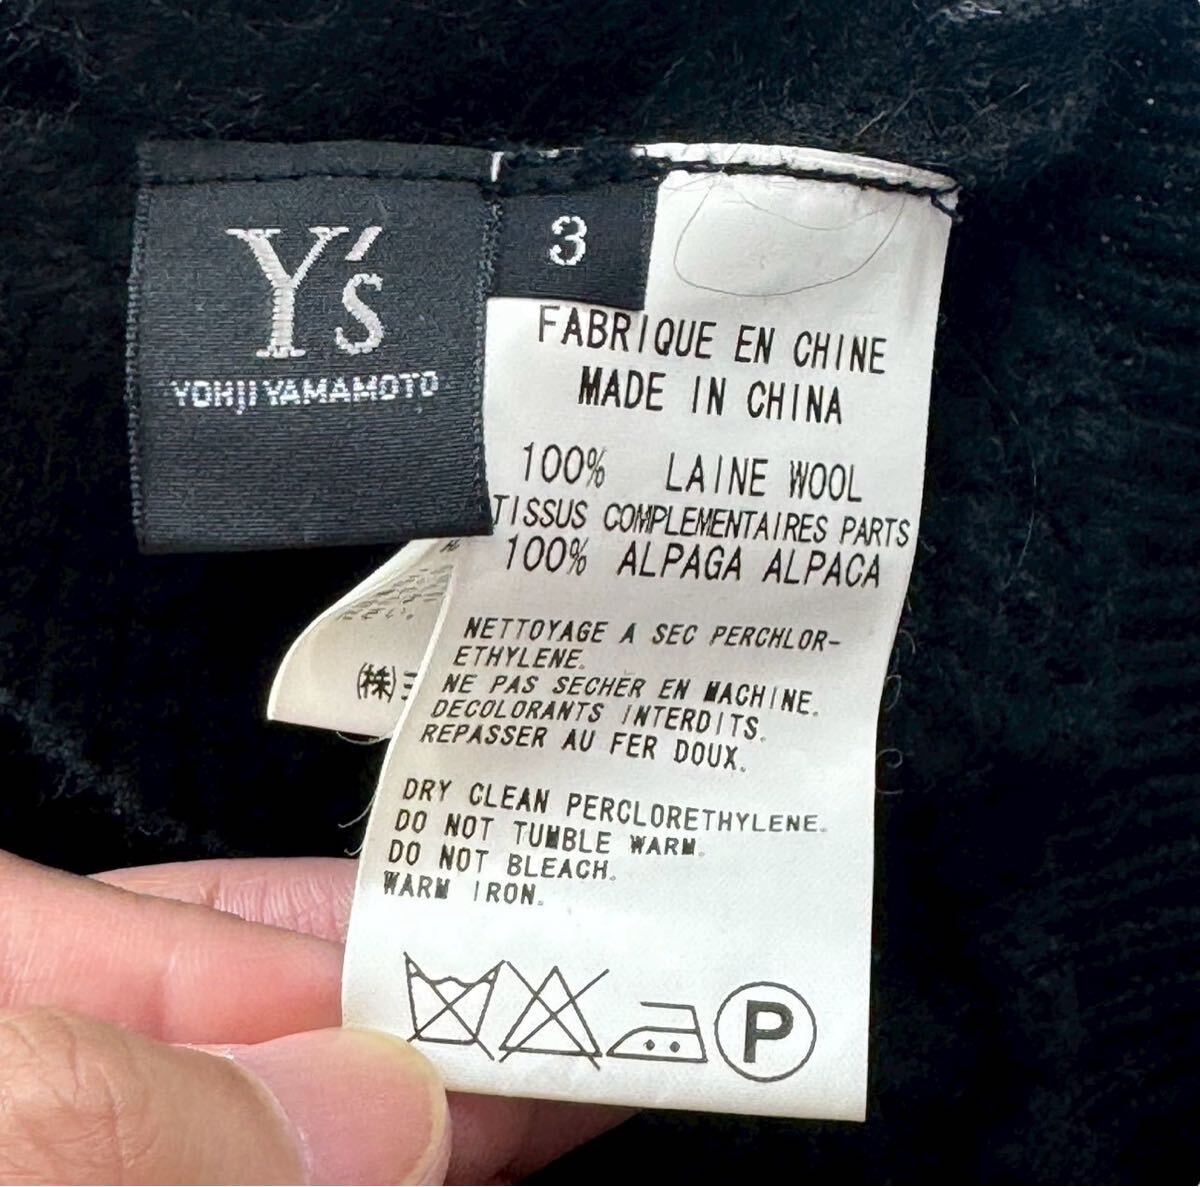 Y's
YOHJI YAMAMOTO
3
FABRIQUE EN CHINE
MADE IN CHINA
100% LAINE WOOL
TISSUS COMPLEMENTAIRES PARTS
100% ALPAGA ALPACA
NETTOYAGE A SEC PERCHLOR-
ETHYLENE.
NE PAS SECHER EN MACHINE.
DECOLORANTS INTERDITS.
REPASSER AU FER DOUX.
(株)
DRY CLEAN PERCLORETHYLENE.
DO NOT TUMBLE WARM.
DO NOT BLEACH.
WARM IRON.
P